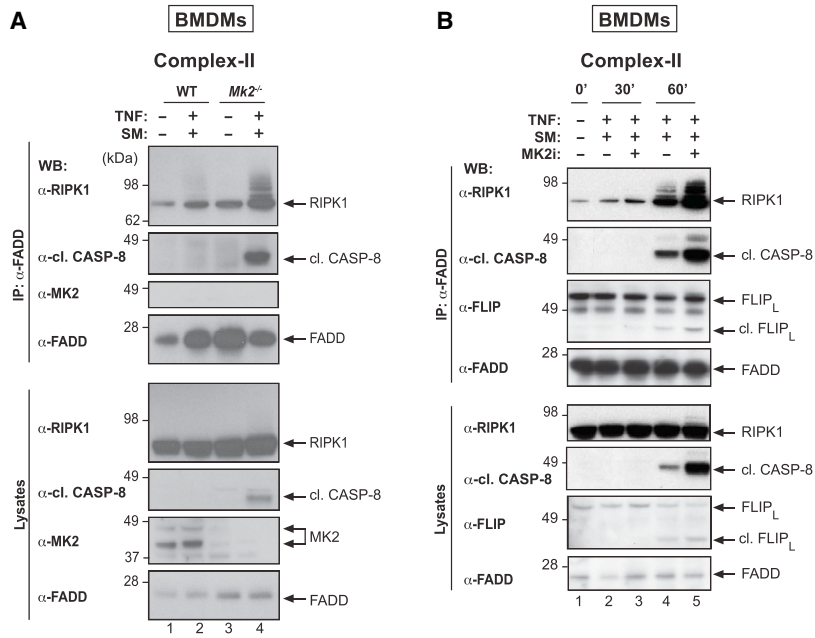 A
BMDMs
Complex-II
WT Mk2-/-
TNF: – + – +
SM: – + – +
(kDa)
WB:
IP: α-FADD
α-RIPK1
98
62
RIPK1
α-cl. CASP-8
49
cl. CASP-8
α-MK2
49
α-FADD
28
FADD
Lysates
α-RIPK1
98
RIPK1
α-cl. CASP-8
49
cl. CASP-8
α-MK2
49
37
MK2
α-FADD
28
FADD
1 2 3 4
B
BMDMs
Complex-II
0’ 30’ 60’
TNF: – + + + +
SM: – + + + +
MK2i: – – + – +
WB:
IP: α-FADD
α-RIPK1
98
RIPK1
α-cl. CASP-8
49
cl. CASP-8
α-FLIP
49
FLIPL
cl. FLIPL
α-FADD
28
FADD
Lysates
α-RIPK1
98
RIPK1
α-cl. CASP-8
49
cl. CASP-8
α-FLIP
49
FLIPL
cl. FLIPL
α-FADD
28
FADD
1 2 3 4 5